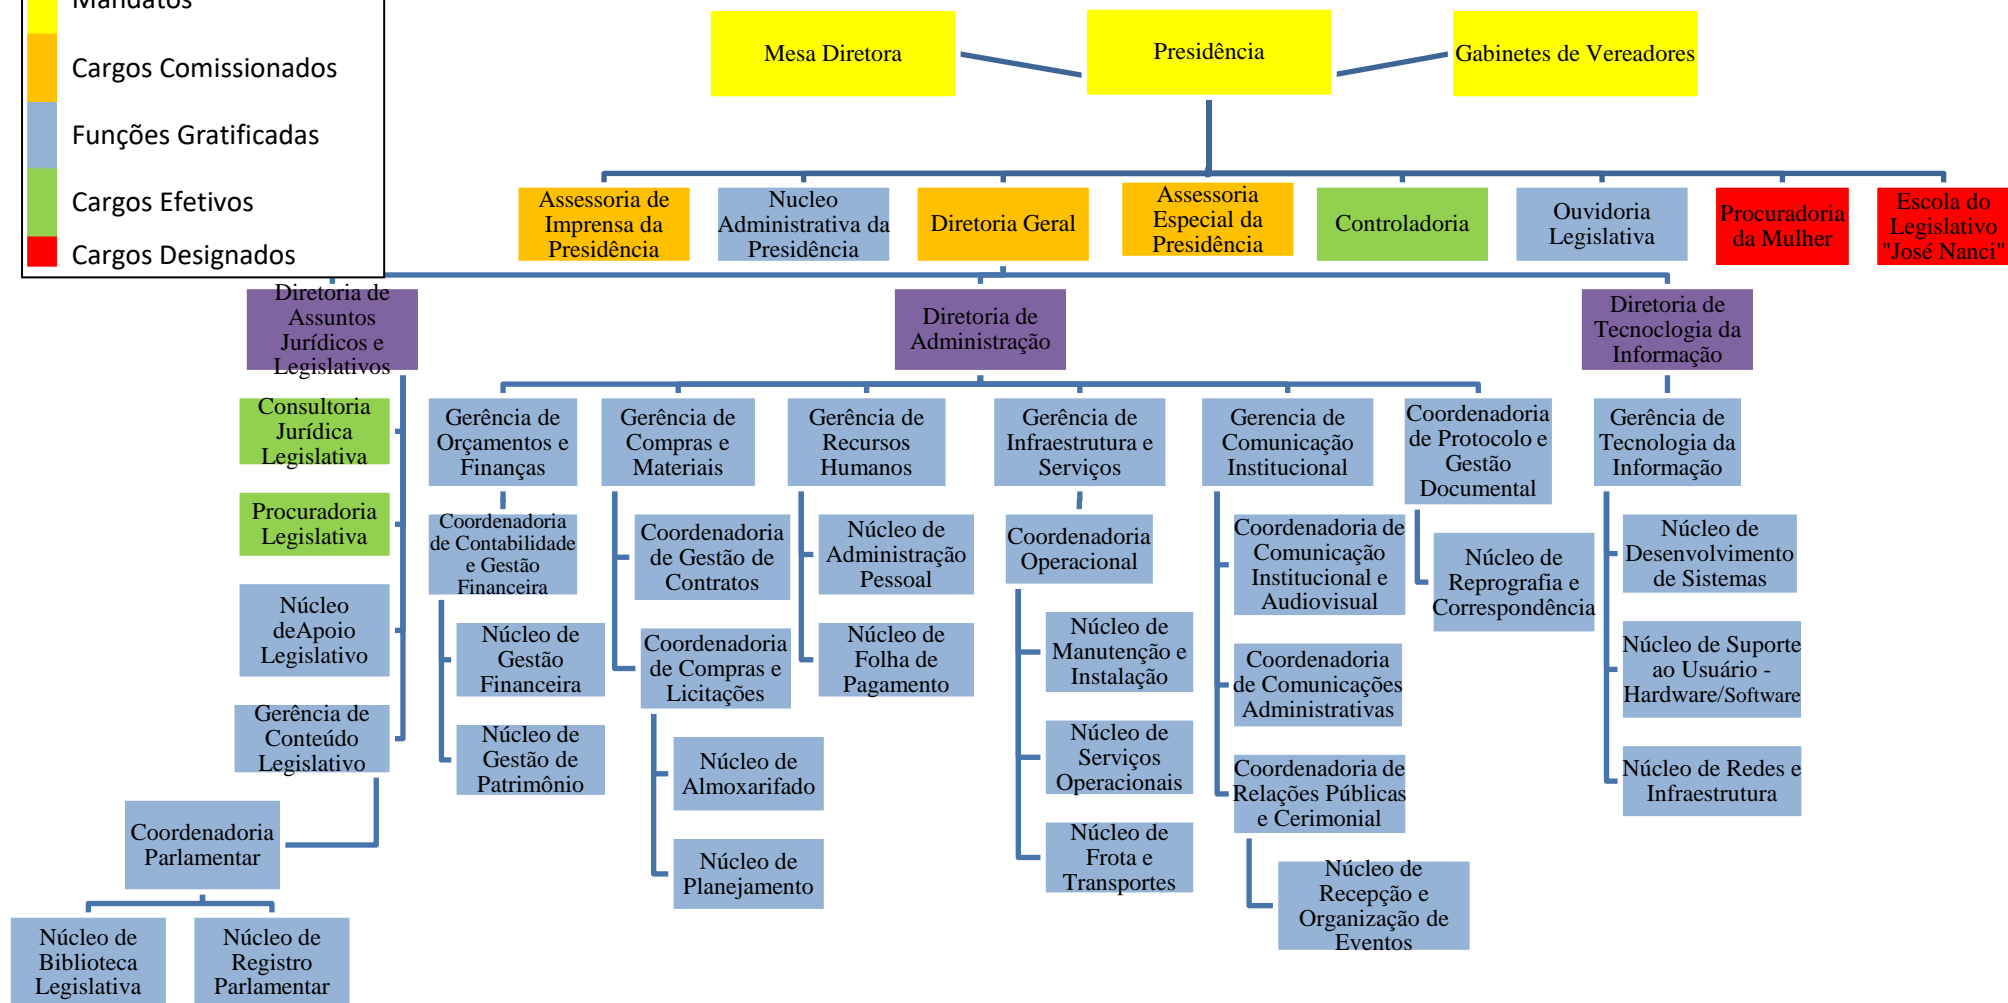 Mandatos
Cargos Comissionados
Funções Gratificadas
Cargos Efetivos
Cargos Designados
Mesa Diretora
Presidência
Gabinetes de Vereadores
Assessoria de
Imprensa da
Presidência
Nucleo
Administrativa da
Presidência
Diretoria Geral
Assessoria
Especial da
Presidência
Controladoria
Ouvidoria
Legislativa
Procuradoria
da Mulher
Escola do
Legislativo
"José Nanci"
Diretoria de
Assuntos
Jurídicos e
Legislativos
Diretoria de
Administração
Diretoria de
Tecnoclogia da
Informação
Consultoria
Jurídica
Legislativa
Procuradoria
Legislativa
Núcleo
deApoio
Legislativo
Gerência de
Conteúdo
Legislativo
Coordenadoria
Parlamentar
Núcleo de
Biblioteca
Legislativa
Núcleo de
Registro
Parlamentar
Gerência de
Orçamentos e
Finanças
Coordenadoria
de Contabilidade
e Gestão
Financeira
Núcleo de
Gestão
Financeira
Núcleo de
Gestão de
Patrimônio
Gerência de
Compras e
Materiais
Coordenadoria
de Gestão de
Contratos
Coordenadoria
de Compras e
Licitações
Núcleo de
Almoxarifado
Núcleo de
Planejamento
Gerência de
Recursos
Humanos
Núcleo de
Administração
Pessoal
Núcleo de
Folha de
Pagamento
Gerência de
Infraestrutura e
Serviços
Coordenadoria
Operacional
Núcleo de
Manutenção e
Instalação
Núcleo de
Serviços
Operacionais
Núcleo de
Frota e
Transportes
Gerencia de
Comunicação
Institucional
Coordenadoria de
Comunicação
Institucional e
Audiovisual
Coordenadoria
de Comunicações
Administrativas
Coordenadoria de
Relações Públicas
e Cerimonial
Núcleo de
Recepção e
Organização de
Eventos
Coordenadoria
de Protocolo e
Gestão
Documental
Núcleo de
Reprografia e
Correspondência
Gerência de
Tecnologia da
Informação
Núcleo de
Desenvolvimento
de Sistemas
Núcleo de Suporte
ao Usuário -
Hardware/Software
Núcleo de Redes e
Infraestrutura